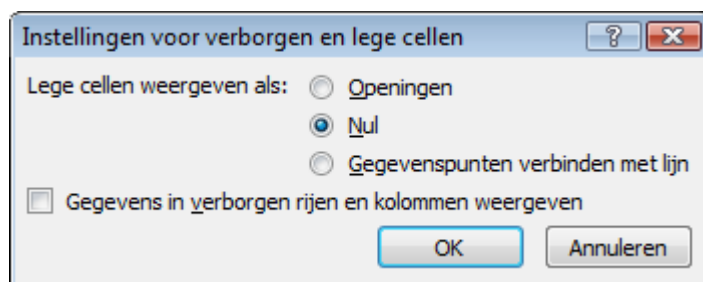 Instellingen voor verborgen en lege cellen
Lege cellen weergeven als: Openingen
Nul
Gegevenspunten verbinden met lijn
Gegevens in verborgen rijen en kolommen weergeven
OK Annuleren